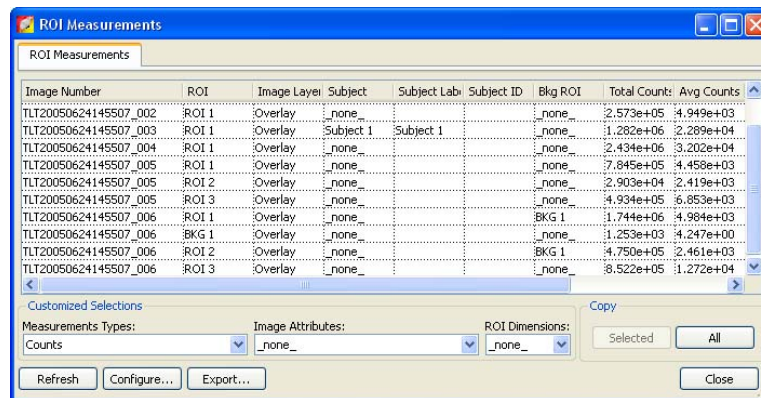 ROI Measurements
ROI Measurements
Image Number ROI Image Layer Subject Subject Lab Subject ID Bkg ROI Total Counts Avg Counts
TLT20050624145507_002 ROI 1 Overlay _none_ _none_ 2.573e+05 4.949e+03
TLT20050624145507_003 ROI 1 Overlay Subject 1 Subject 1 _none_ 1.282e+06 2.289e+04
TLT20050624145507_004 ROI 1 Overlay _none_ _none_ 2.434e+06 3.202e+04
TLT20050624145507_005 ROI 1 Overlay _none_ _none_ 7.845e+05 4.458e+03
TLT20050624145507_005 ROI 2 Overlay _none_ _none_ 2.903e+04 2.419e+03
TLT20050624145507_005 ROI 3 Overlay _none_ _none_ 4.934e+05 6.853e+03
TLT20050624145507_006 ROI 1 Overlay _none_ BKG 1 1.744e+06 4.984e+03
TLT20050624145507_006 BKG 1 Overlay _none_ _none_ 1.253e+03 4.247e+00
TLT20050624145507_006 ROI 2 Overlay _none_ BKG 1 4.750e+05 2.461e+03
TLT20050624145507_006 ROI 3 Overlay _none_ _none_ 8.522e+05 1.272e+04
Customized Selections Copy
Measurements Types: Image Attributes: ROI Dimensions:
Counts _none_ _none_ Selected All
Refresh Configure... Export... Close